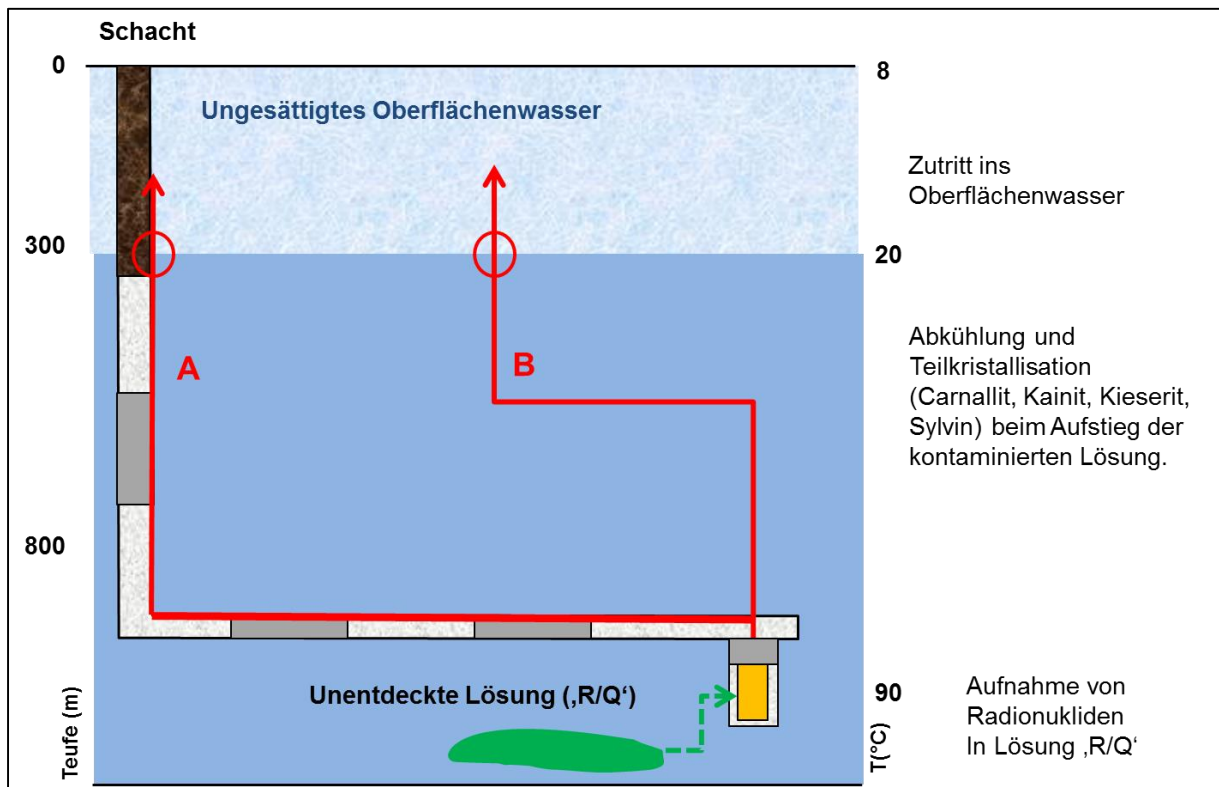 Schacht
0
8
Ungesättigtes Oberflächenwasser
Zutritt ins
Oberflächenwasser
300
20
A
B
Abkühlung und
Teilkristallisation
(Carnallit, Kainit, Kieserit,
Sylvin) beim Aufstieg der
kontaminierten Lösung.
800
Unentdeckte Lösung (‚R/Q‘)
90
Aufnahme von
Radionukliden
In Lösung ‚R/Q‘
Teufe (m)
T(°C)